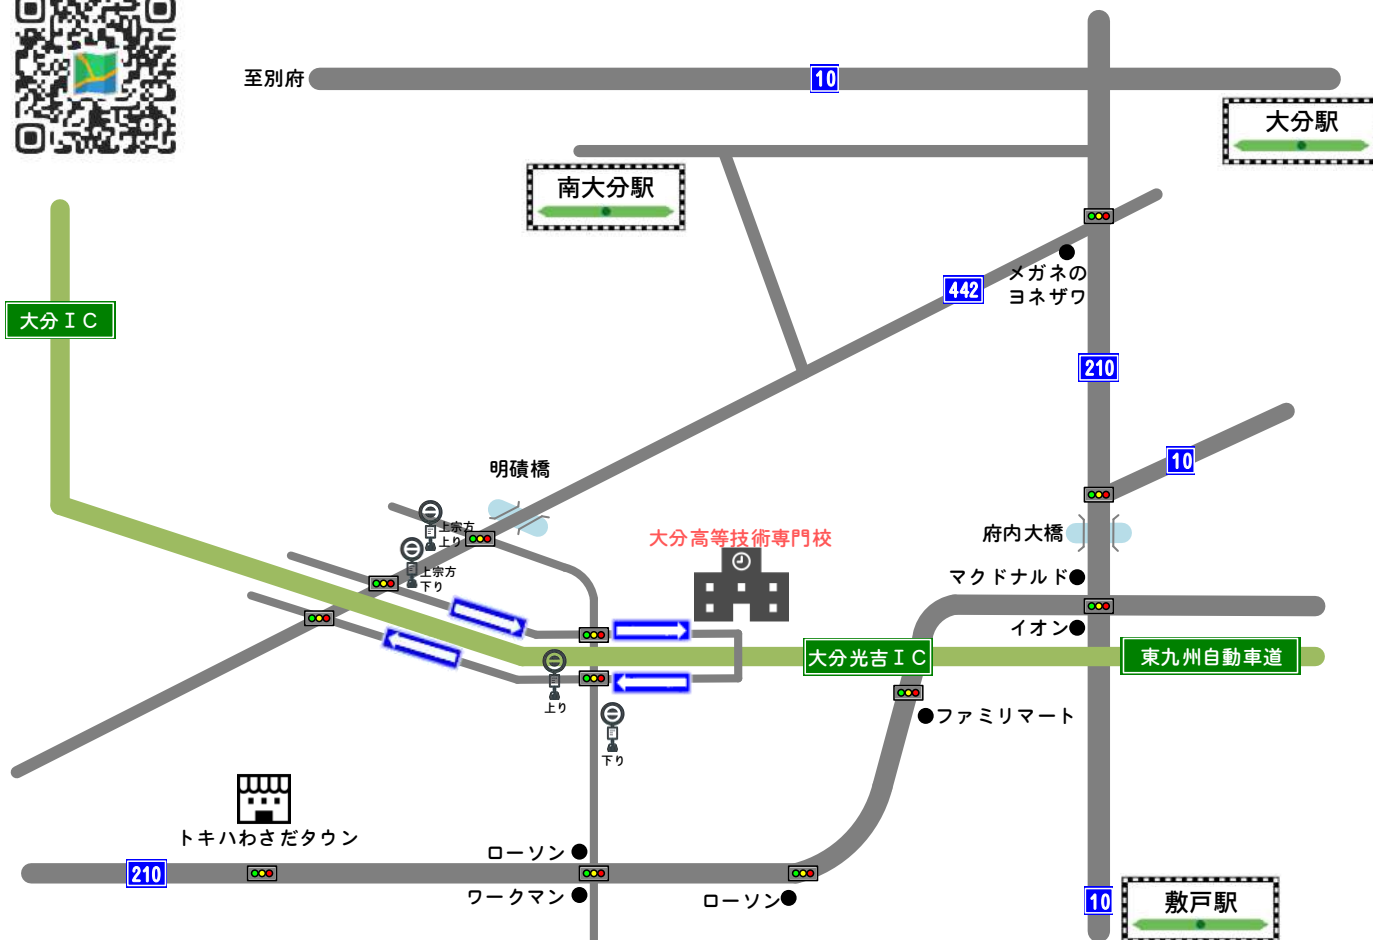 至別府
10
大分駅
南大分駅
メガネの
ヨネザワ
442
大分ＩＣ
210
明磧橋
10
上宗方
上り
上宗方
下り
大分高等技術専門校
府内大橋
マクドナルド
イオン
大分光吉ＩＣ
東九州自動車道
上り
下り
ファミリマート
トキハわさだタウン
ローソン
210
ワークマン
ローソン
10
敷戸駅